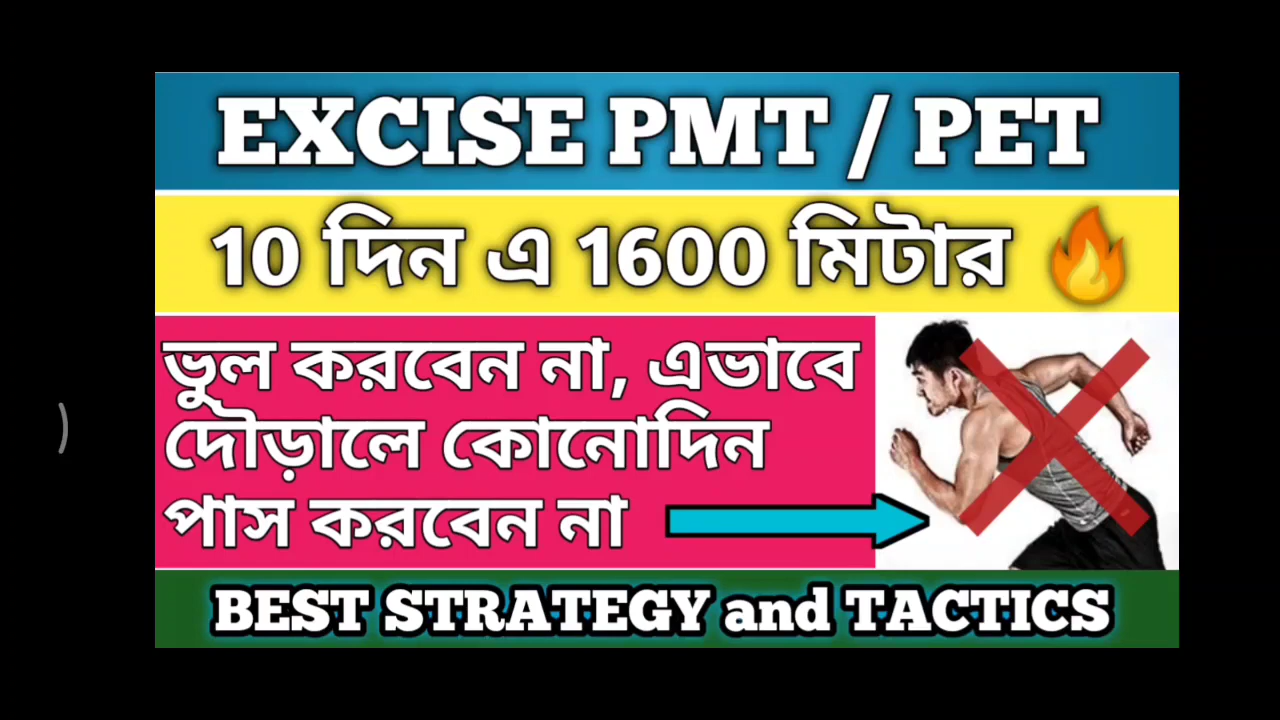 EXCISE PMT / PET
10 দিন এ 1600 মিটার
ভুল করবেন না, এভাবে
দৌড়ালে কোনোদিন
পাস করবেন না
BEST STRATEGY and TACTICS